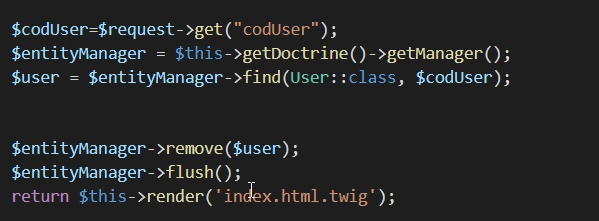 $codUser=$request->get("codUser");
$entityManager = $this->getDoctrine()->getManager();
$user = $entityManager->find(User::class, $codUser);
$entityManager->remove($user);
$entityManager->flush();
return $this->render('index.html.twig');